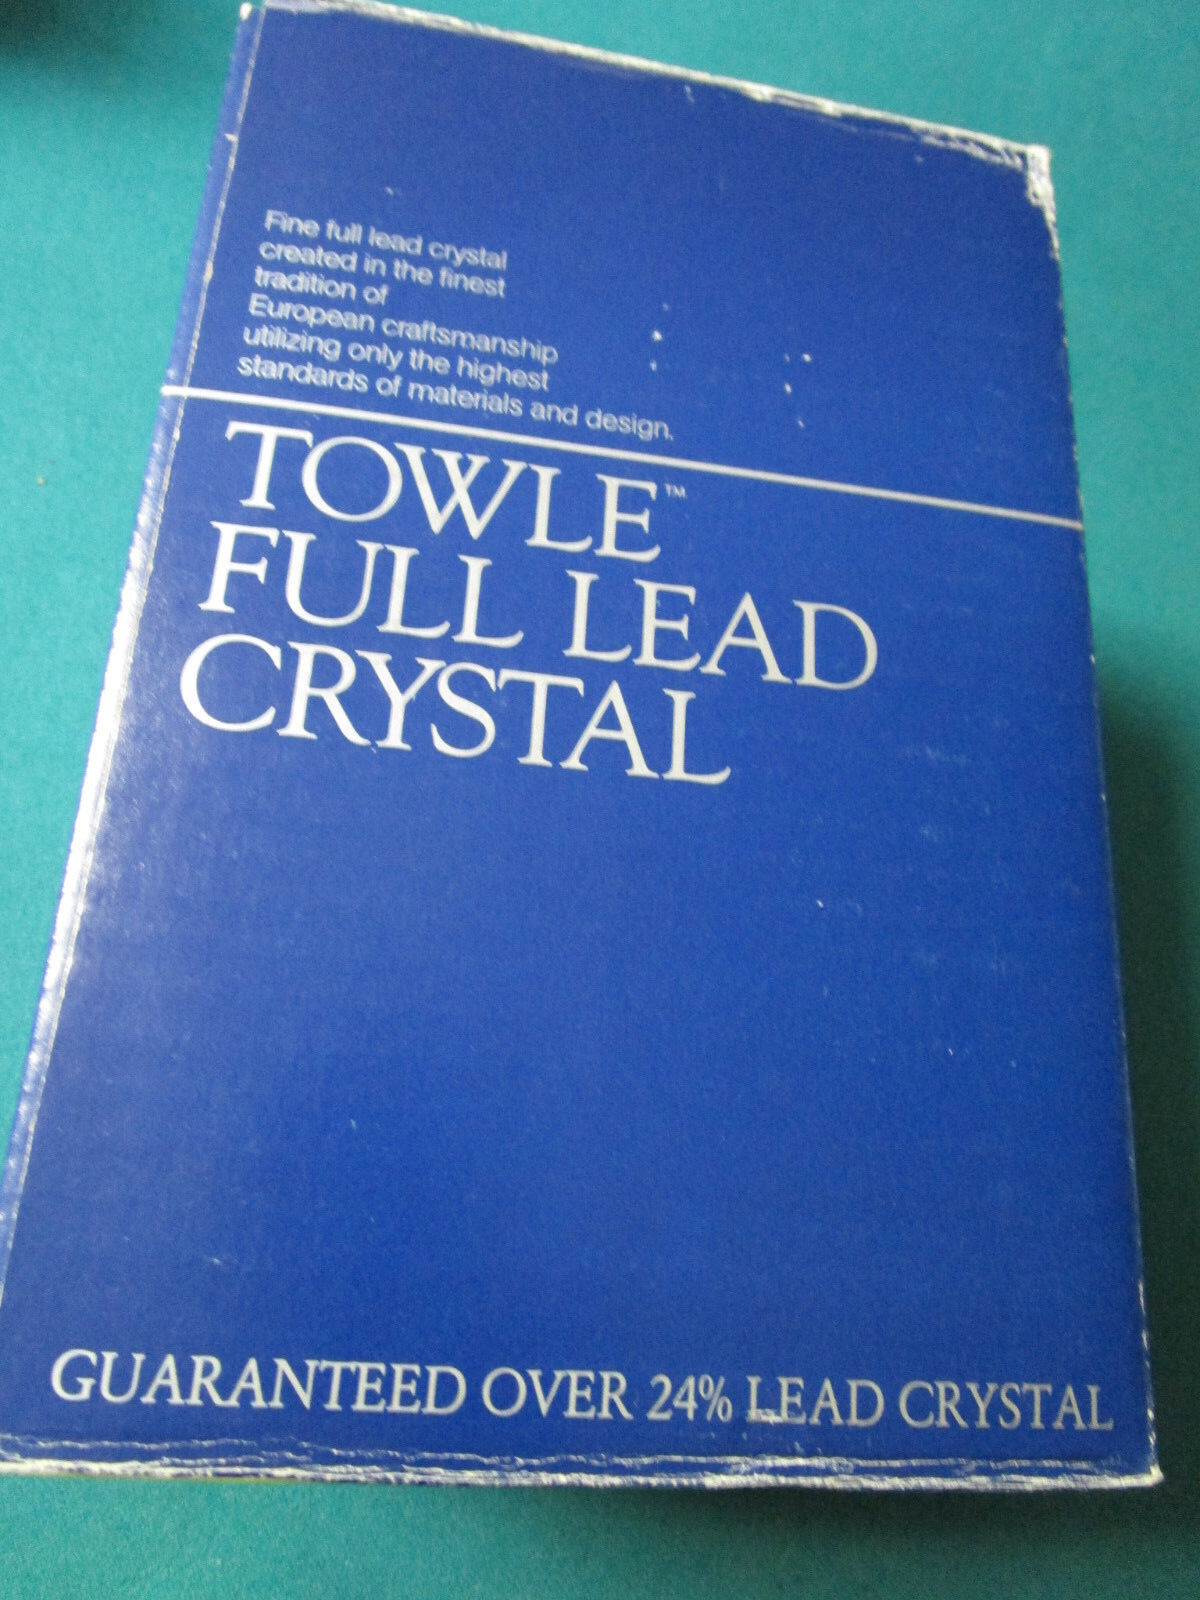 Fine full lead crystal
created in the finest
tradition of
European craftsmanship
utilizing only the highest
standards of materials and design.
TOWLE™
FULL LEAD
CRYSTAL
GUARANTEED OVER 24% LEAD CRYSTAL